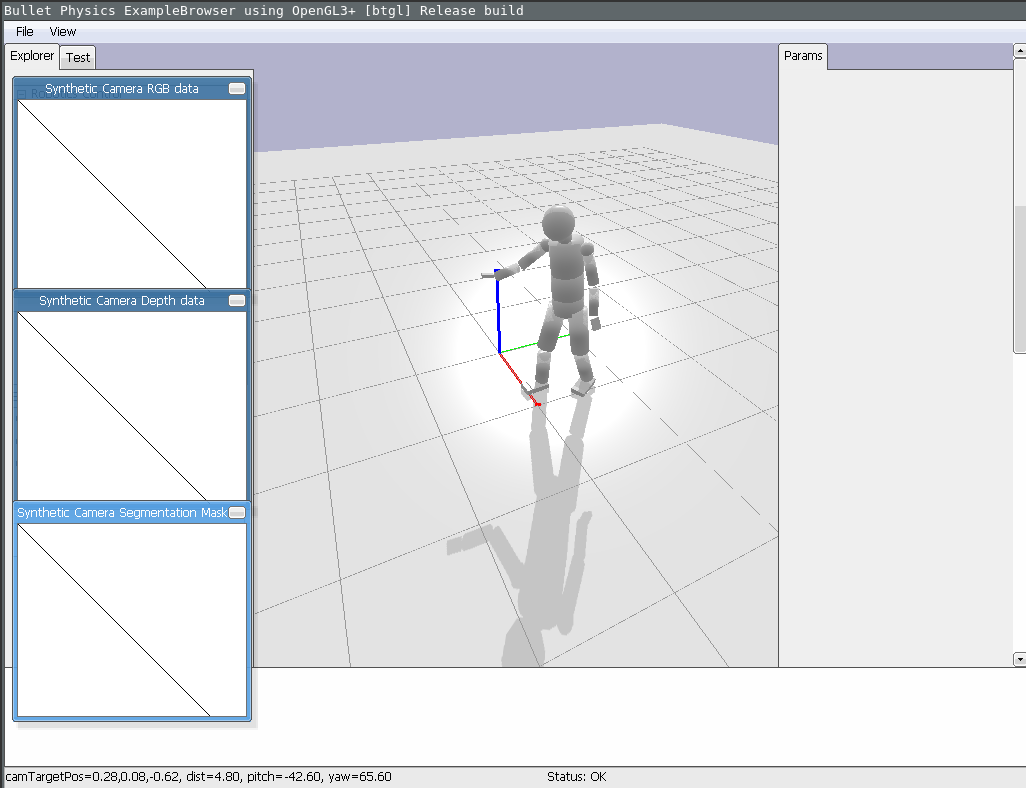 Bullet Physics ExampleBrowser using OpenGL3+ [btgl] Release build
File View
Explorer Test
Params
Synthetic Camera RGB data
Synthetic Camera Depth data
Synthetic Camera Segmentation Mask
camTargetPos=0.28,0.08,-0.62, dist=4.80, pitch=-42.60, yaw=65.60
Status: OK